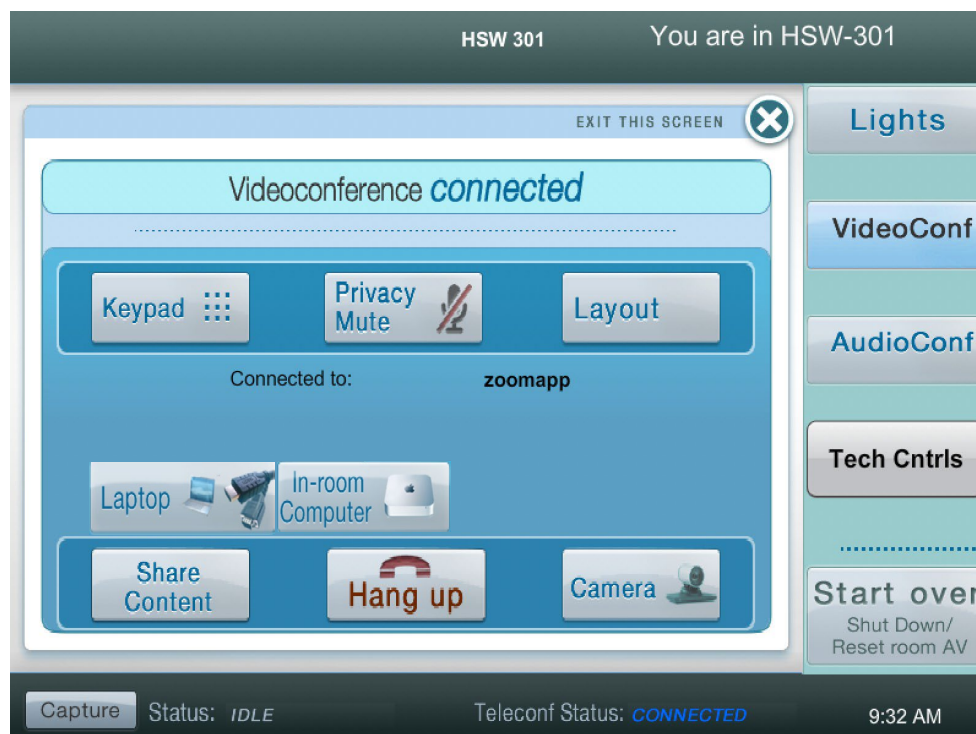 HSW 301
You are in HSW-301
EXIT THIS SCREEN
Videoconference connected
Keypad
Privacy
Mute
Layout
Connected to:
zoomapp
Laptop
In-room
Computer
Share
Content
Hang up
Camera
Lights
VideoConf
AudioConf
Tech Cntrls
Start over
Shut Down/
Reset room AV
Capture
Status: IDLE
Teleconf Status: CONNECTED
9:32 AM